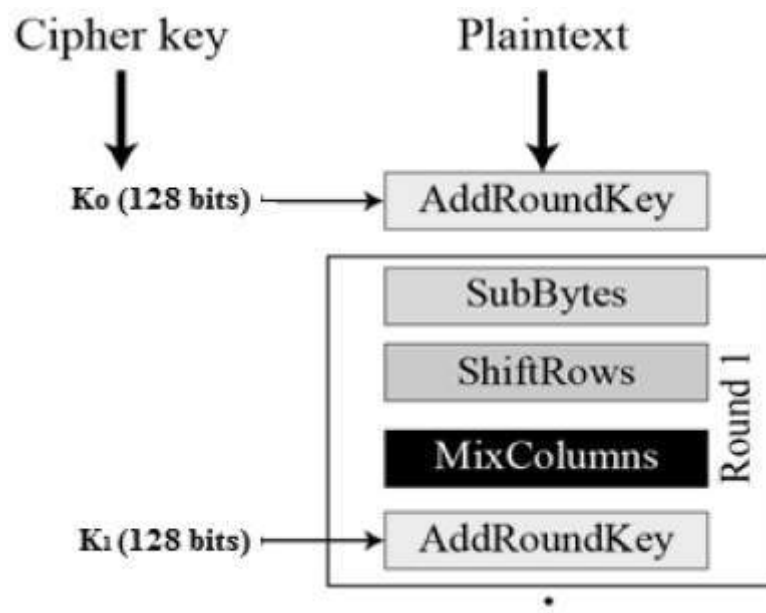 Cipher key
Plaintext
K0 (128 bits)
AddRoundKey
SubBytes
ShiftRows
Round 1
MixColumns
K1 (128 bits)
AddRoundKey